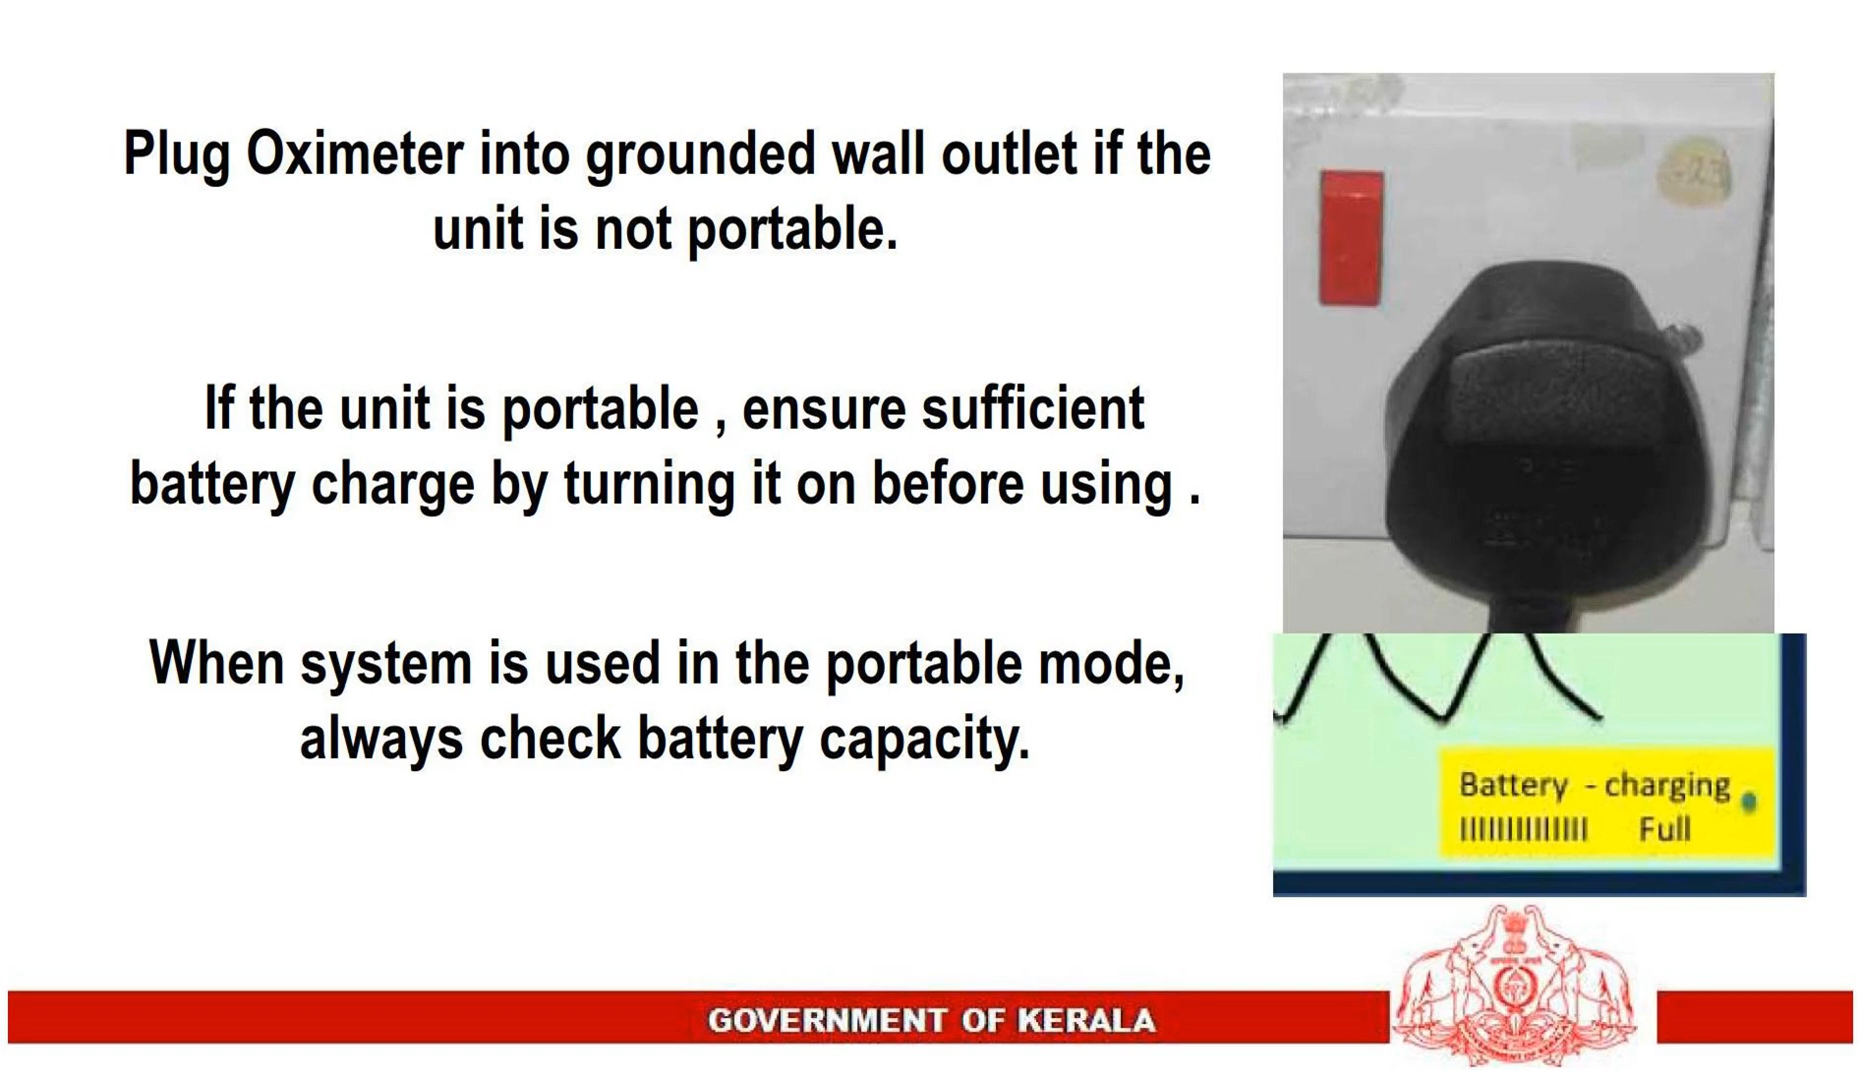 Plug Oximeter into grounded wall outlet if the
unit is not portable.
If the unit is portable , ensure sufficient
battery charge by turning it on before using .
When system is used in the portable mode,
always check battery capacity.
Battery - charging
Full
GOVERNMENT OF KERALA